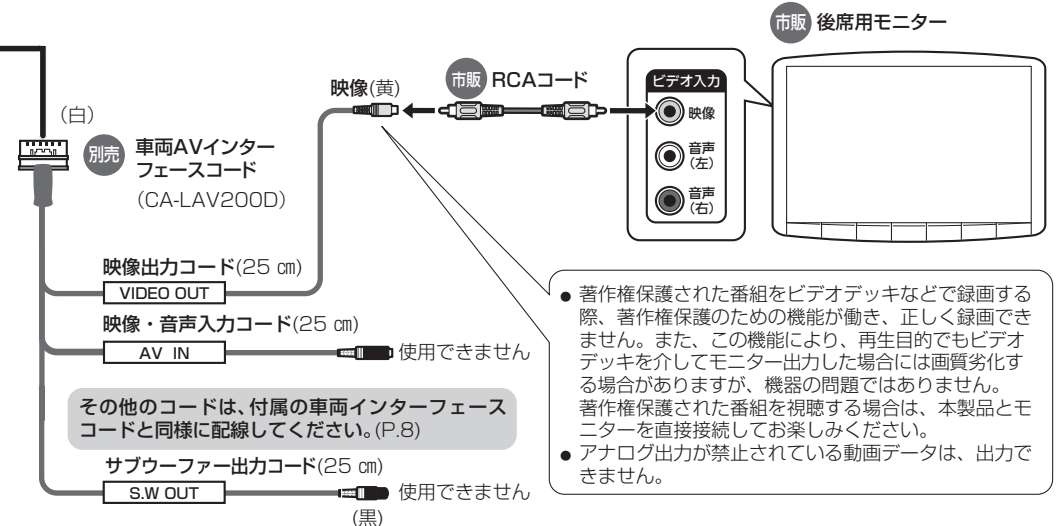 市販 後席用モニター
映像(黄)
市販 RCAコード
ビデオ入力
映像
音声
(左)
音声
(右)
(白)
別売 車両AVインター
フェースコード
(CA-LAV200D)
映像出力コード(25 ㎝)
VIDEO OUT
映像・音声入力コード(25 ㎝)
AV IN
使用できません
その他のコードは、付属の車両インターフェース
コードと同様に配線してください。(P.8)
サブウーファー出力コード(25 ㎝)
S.W OUT
使用できません
(黒)
● 著作権保護された番組をビデオデッキなどで録画する
際、著作権保護のための機能が働き、正しく録画でき
ません。また、この機能により、再生目的でもビデオ
デッキを介してモニター出力した場合には画質劣化す
る場合がありますが、機器の問題ではありません。
著作権保護された番組を視聴する場合は、本製品とモ
ニターを直接接続してお楽しみください。
● アナログ出力が禁止されている動画データは、出力で
きません。